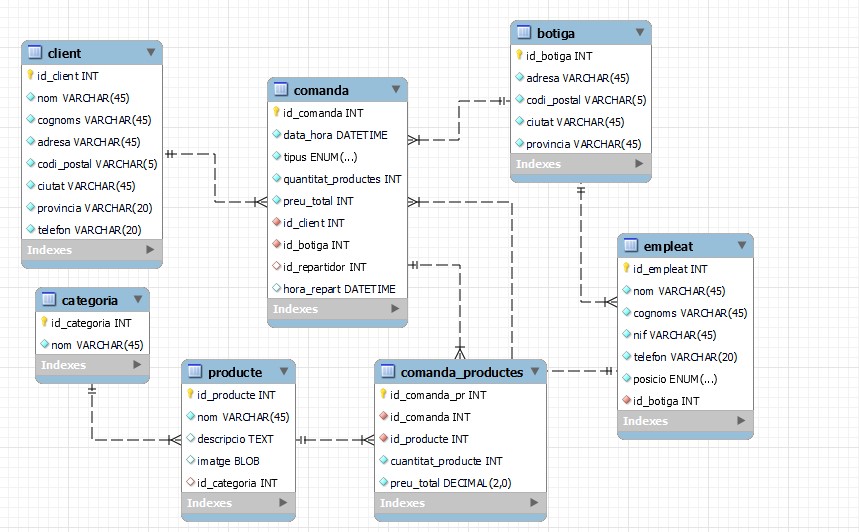 client
id_client INT
nom VARCHAR(45)
cognoms VARCHAR(45)
adresa VARCHAR(45)
codi_postal VARCHAR(5)
ciutat VARCHAR(45)
provincia VARCHAR(20)
telefon VARCHAR(20)
Indexes
comanda
id_comanda INT
data_hora DATETIME
tipus ENUM(...)
quantitat_productes INT
preu_total INT
id_client INT
id_botiga INT
id_repartidor INT
hora_repart DATETIME
Indexes
botiga
id_botiga INT
adresa VARCHAR(45)
codi_postal VARCHAR(5)
ciutat VARCHAR(45)
provincia VARCHAR(45)
Indexes
empleat
id_empleat INT
nom VARCHAR(45)
cognoms VARCHAR(45)
nif VARCHAR(45)
telefon VARCHAR(20)
posicio ENUM(...)
id_botiga INT
Indexes
categoria
id_categoria INT
nom VARCHAR(45)
Indexes
producte
id_producte INT
nom VARCHAR(45)
descripcio TEXT
imatge BLOB
id_categoria INT
Indexes
comanda_productes
id_comanda_pr INT
id_comanda INT
id_producte INT
cuantitat_producte INT
preu_total DECIMAL(2,0)
Indexes